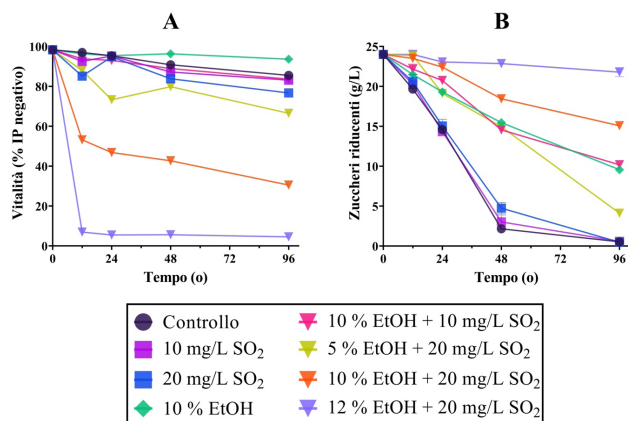 A
Vitalità (% IP negativo)
100
80
60
40
20
0
0 24 48 72 96
Tempo (o)
B
Zuccheri riducenti (g/L)
25
20
15
10
5
0
0 24 48 72 96
Tempo (o)
Controllo
10 mg/L SO₂
20 mg/L SO₂
10 % EtOH
10 % EtOH + 10 mg/L SO₂
5 % EtOH + 20 mg/L SO₂
10 % EtOH + 20 mg/L SO₂
12 % EtOH + 20 mg/L SO₂